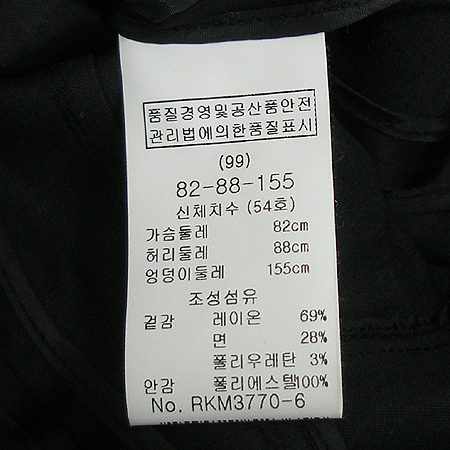 품질경영및공산품안전
관리법에의한품질표시
(99)
82-88-155
신체치수 (54호)
가슴둘레 82cm
허리둘레 88cm
엉덩이둘레 155cm
조성섬유
겉감 레이온 69%
면 28%
폴리우레탄 3%
안감 폴리에스텔100%
No. RKM3770-6